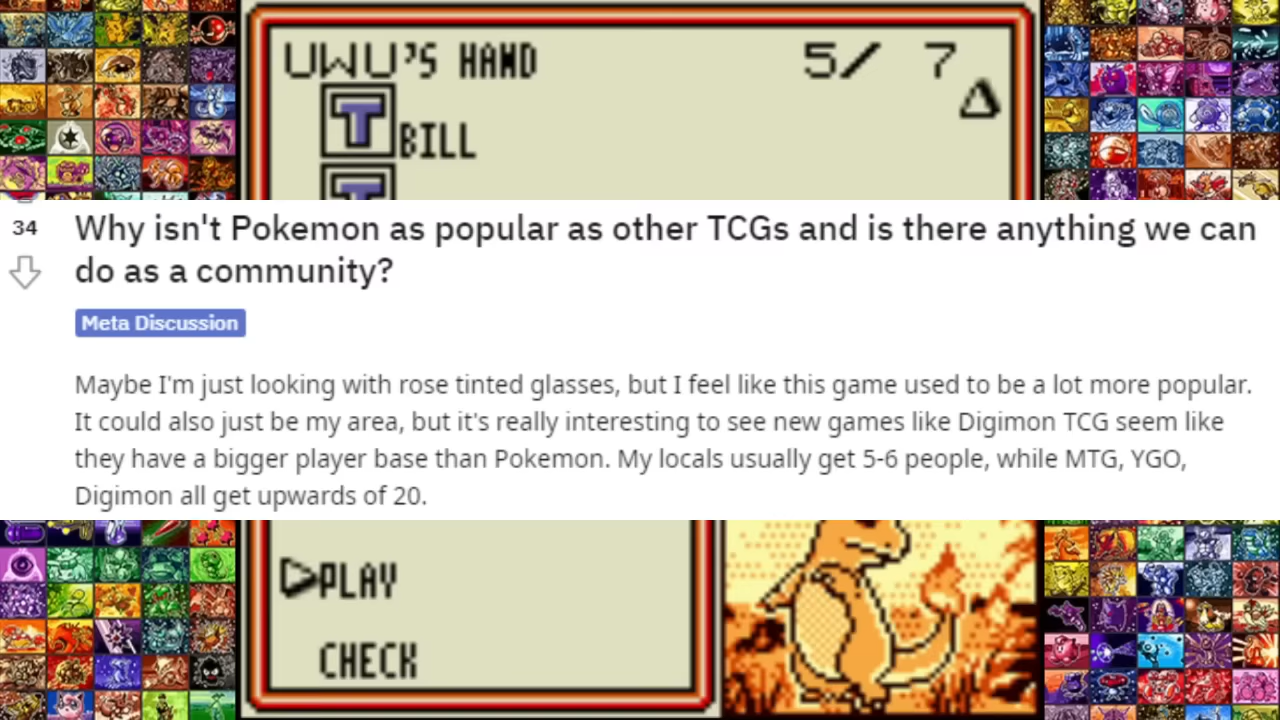 UWU'S HAND 5/ 7
T BILL
T
34
Why isn't Pokemon as popular as other TCGs and is there anything we can
do as a community?
Meta Discussion
Maybe I'm just looking with rose tinted glasses, but I feel like this game used to be a lot more popular.
It could also just be my area, but it's really interesting to see new games like Digimon TCG seem like
they have a bigger player base than Pokemon. My locals usually get 5-6 people, while MTG, YGO,
Digimon all get upwards of 20.
PLAY
CHECK